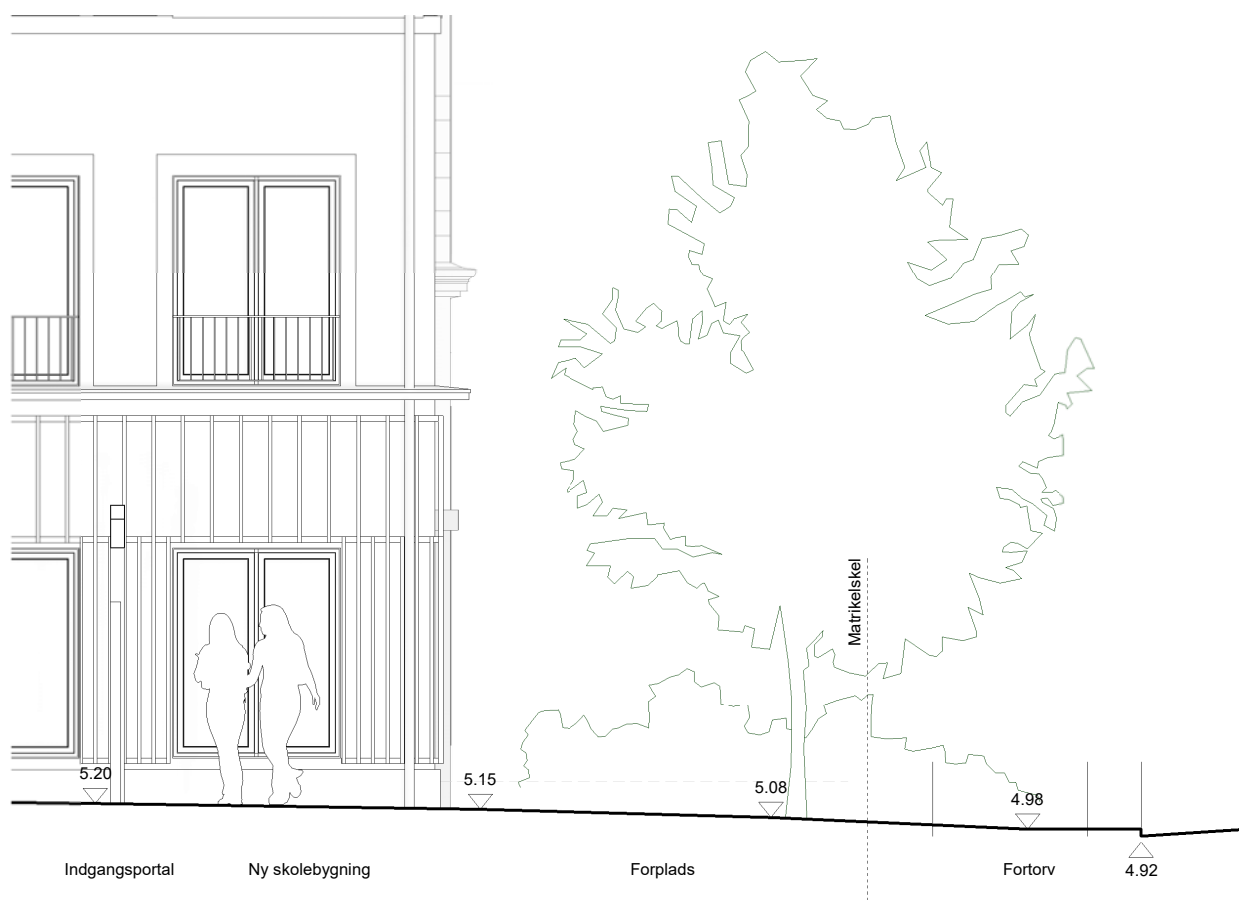 Matrikelskel
5.20
5.15
5.08
4.98
Indgangsportal
Ny skolebygning
Forplads
Fortorv
4.92